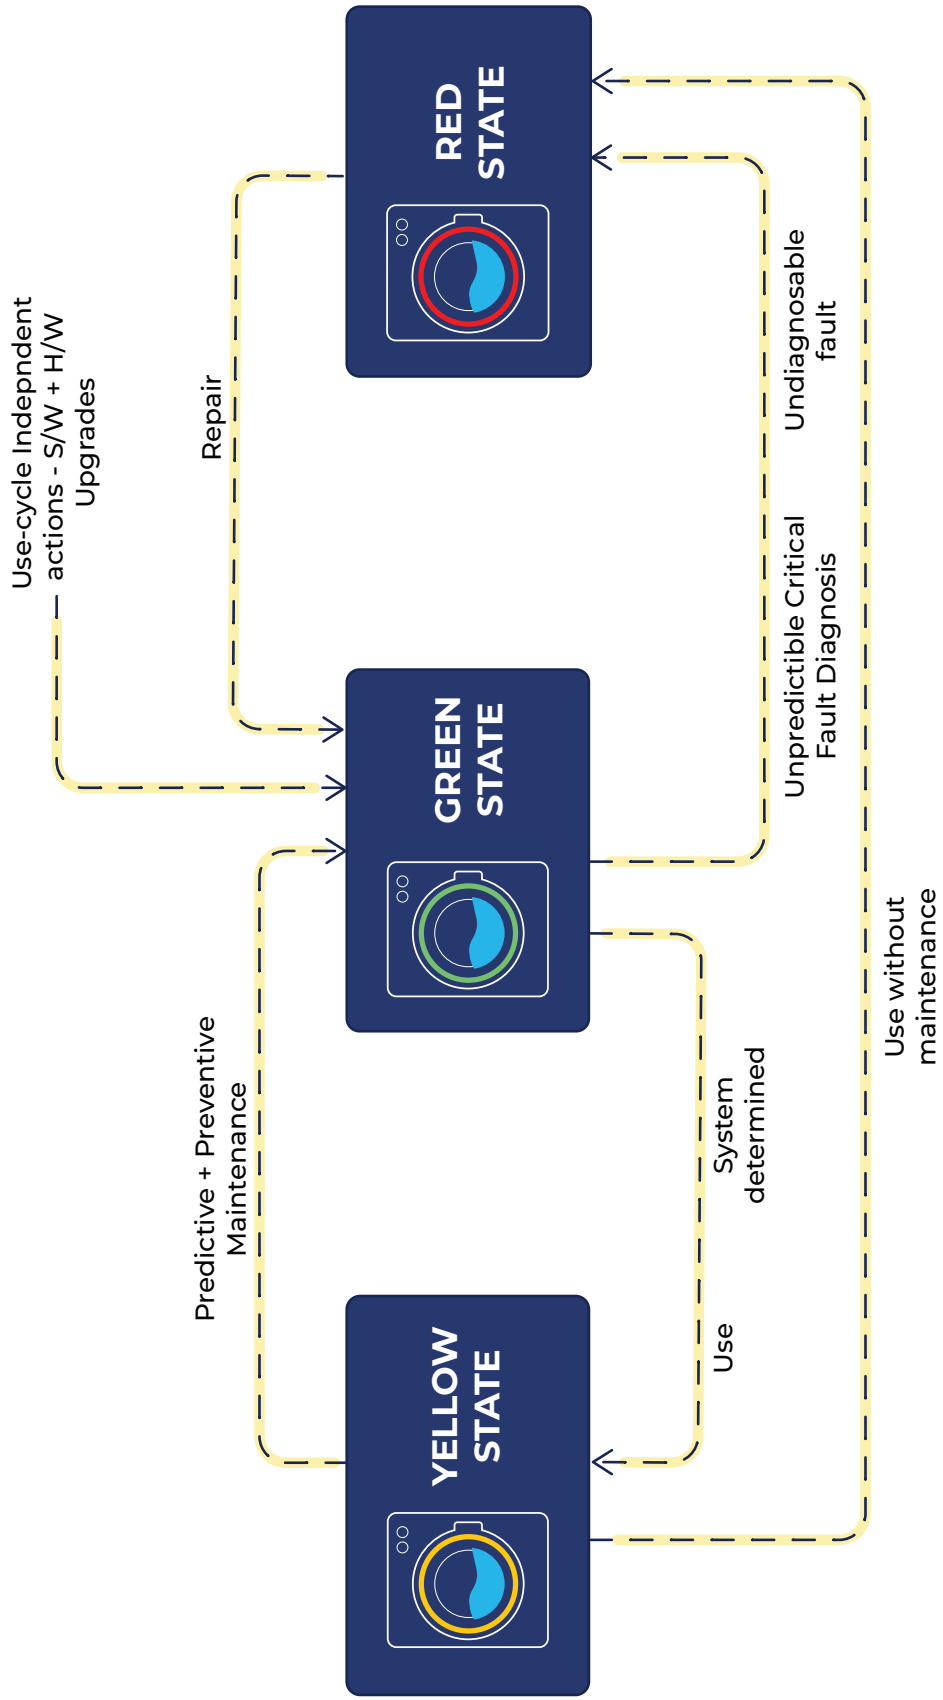 Use-cycle Indepndent
actions - S/W + H/W
Upgrades
Predictive + Preventive
Maintenance
Repair
YELLOW
STATE
GREEN
STATE
RED
STATE
Use
System
determined
Unpredictible Critical
Fault Diagnosis
Undiagnosable
fault
Use without
maintenance